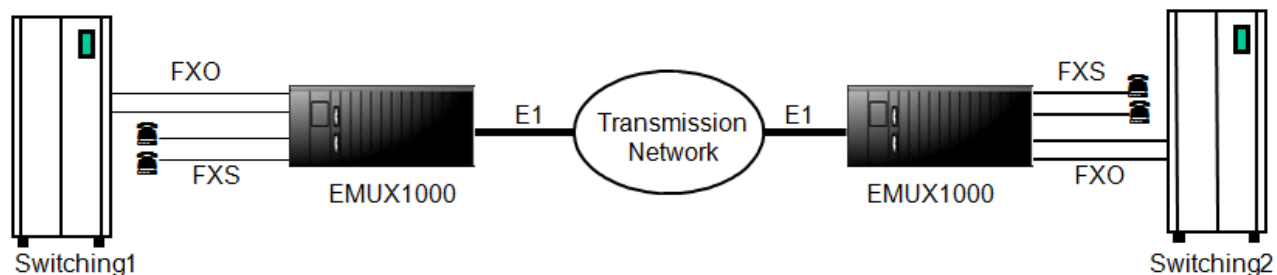 FXO
FXS
EMUX1000
E1
Transmission
Network
E1
EMUX1000
FXS
FXO
Switching1
Switching2